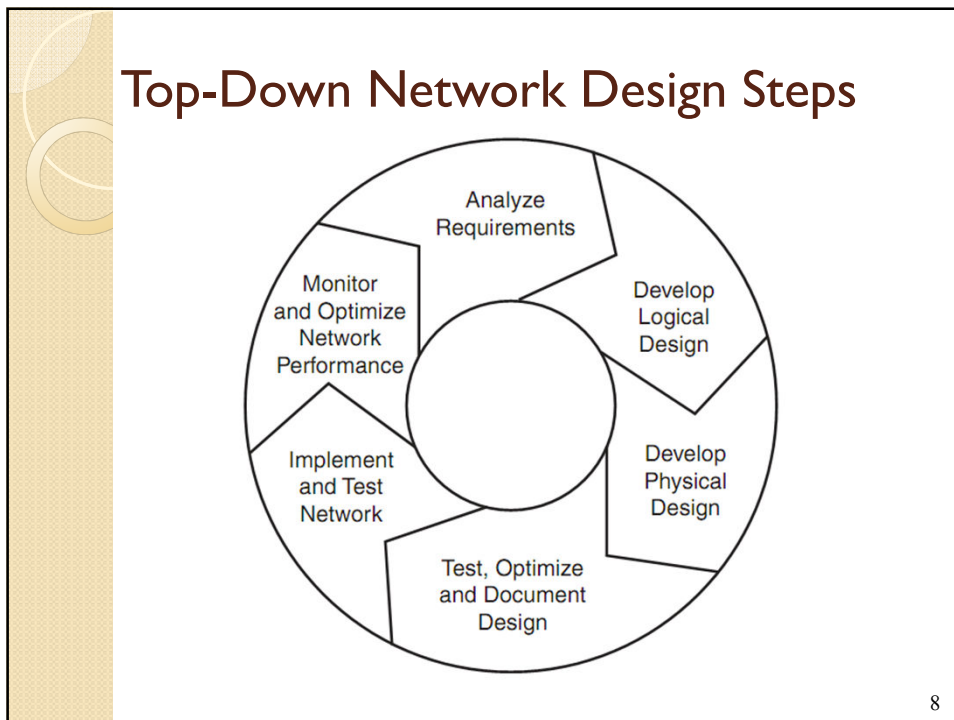 Top-Down Network Design Steps
Analyze
Requirements
Develop
Logical
Design
Develop
Physical
Design
Test, Optimize
and Document
Design
Implement
and Test
Network
Monitor
and Optimize
Network
Performance
8